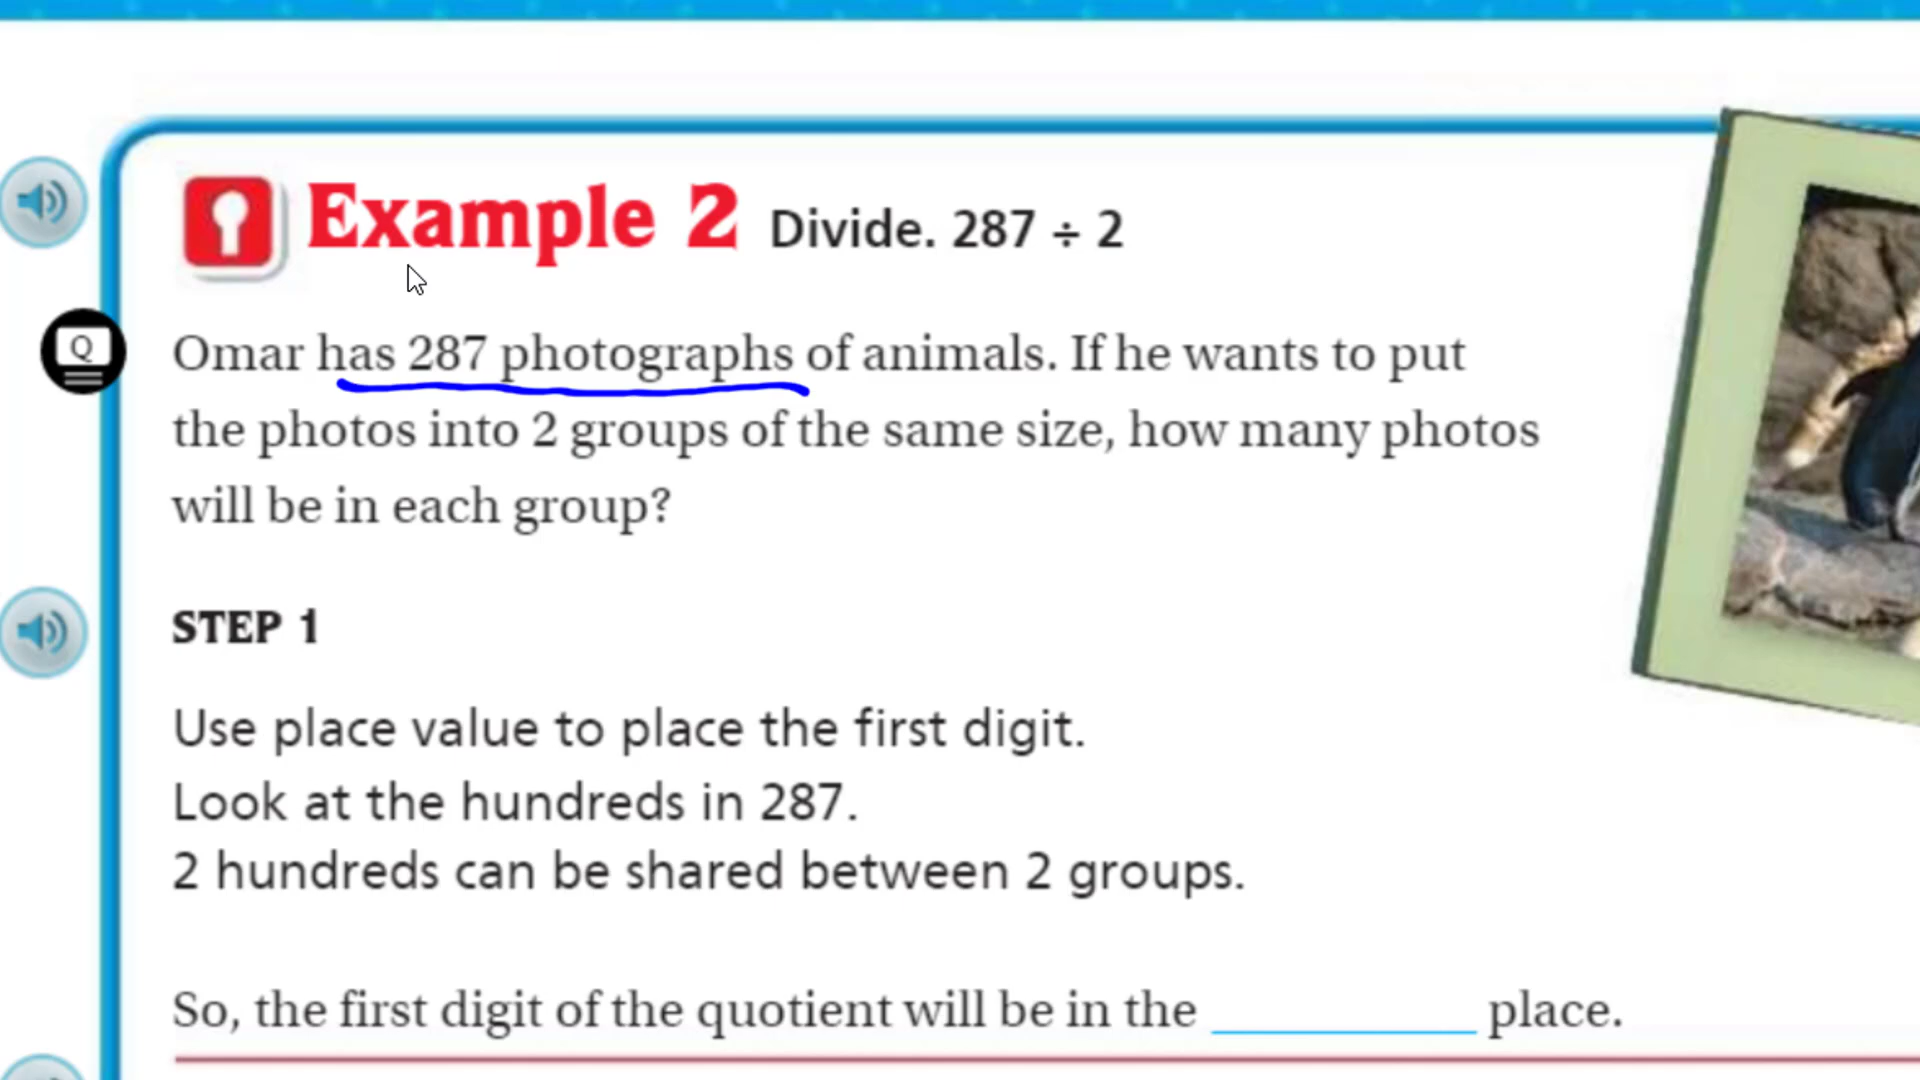 Example 2 Divide. 287 ÷ 2
Q
Omar has 287 photographs of animals. If he wants to put
the photos into 2 groups of the same size, how many photos
will be in each group?
STEP 1
Use place value to place the first digit.
Look at the hundreds in 287.
2 hundreds can be shared between 2 groups.
So, the first digit of the quotient will be in the ________ place.